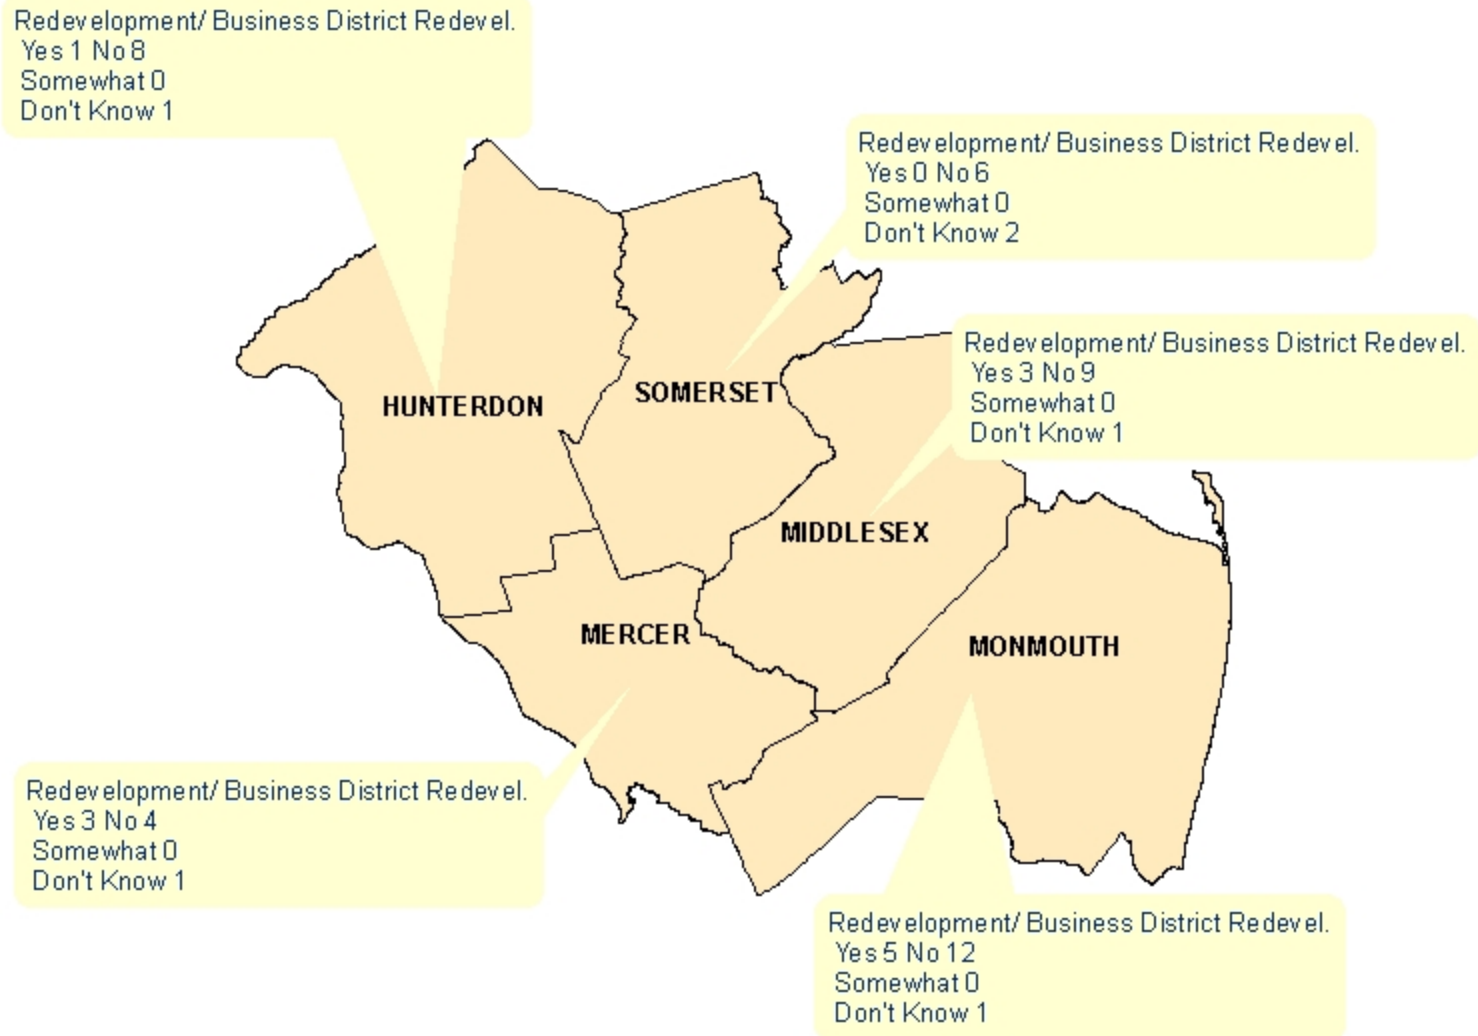 Redevelopment/ Business District Redevel.
Yes 1 No 8
Somewhat 0
Don't Know 1
Redevelopment/ Business District Redevel.
Yes 0 No 6
Somewhat 0
Don't Know 2
Redevelopment/ Business District Redevel.
Yes 3 No 9
Somewhat 0
Don't Know 1
HUNTERDON
SOMERSET
MIDDLESEX
MERCER
MONMOUTH
Redevelopment/ Business District Redevel.
Yes 3 No 4
Somewhat 0
Don't Know 1
Redevelopment/ Business District Redevel.
Yes 5 No 12
Somewhat 0
Don't Know 1